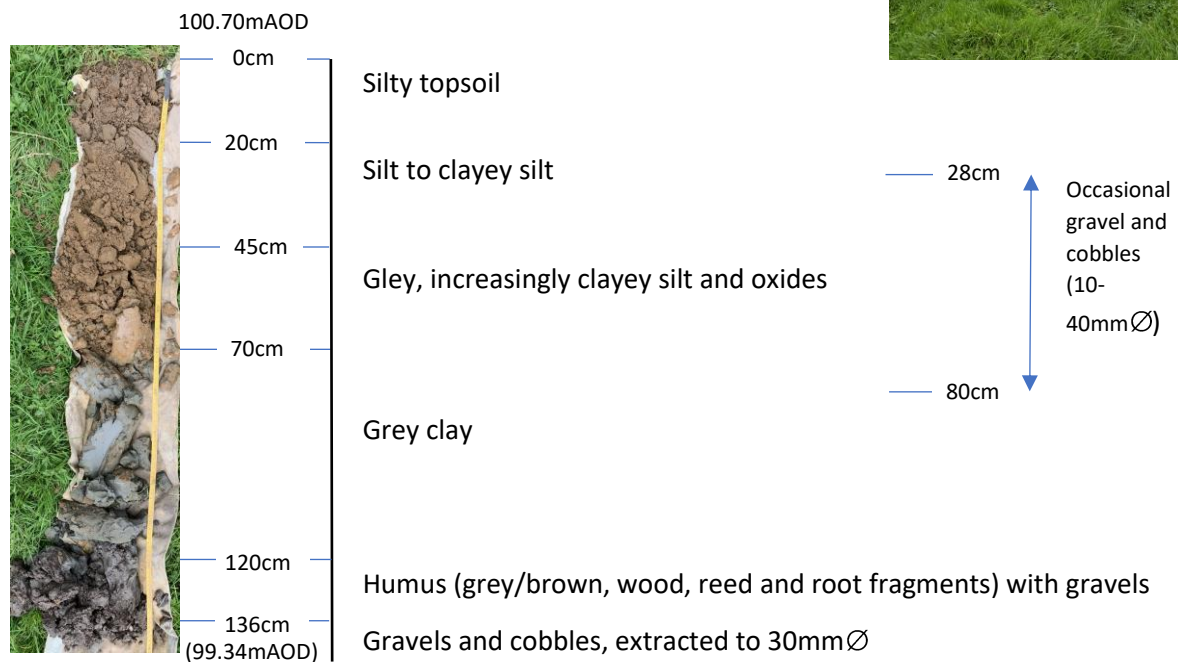 100.70mAOD
0cm
Silty topsoil
20cm
Silt to clayey silt
28cm
Occasional
gravel and
cobbles
(10-
40mm∅)
45cm
Gley, increasingly clayey silt and oxides
70cm
80cm
Grey clay
120cm
Humus (grey/brown, wood, reed and root fragments) with gravels
136cm
(99.34mAOD)
Gravels and cobbles, extracted to 30mm∅